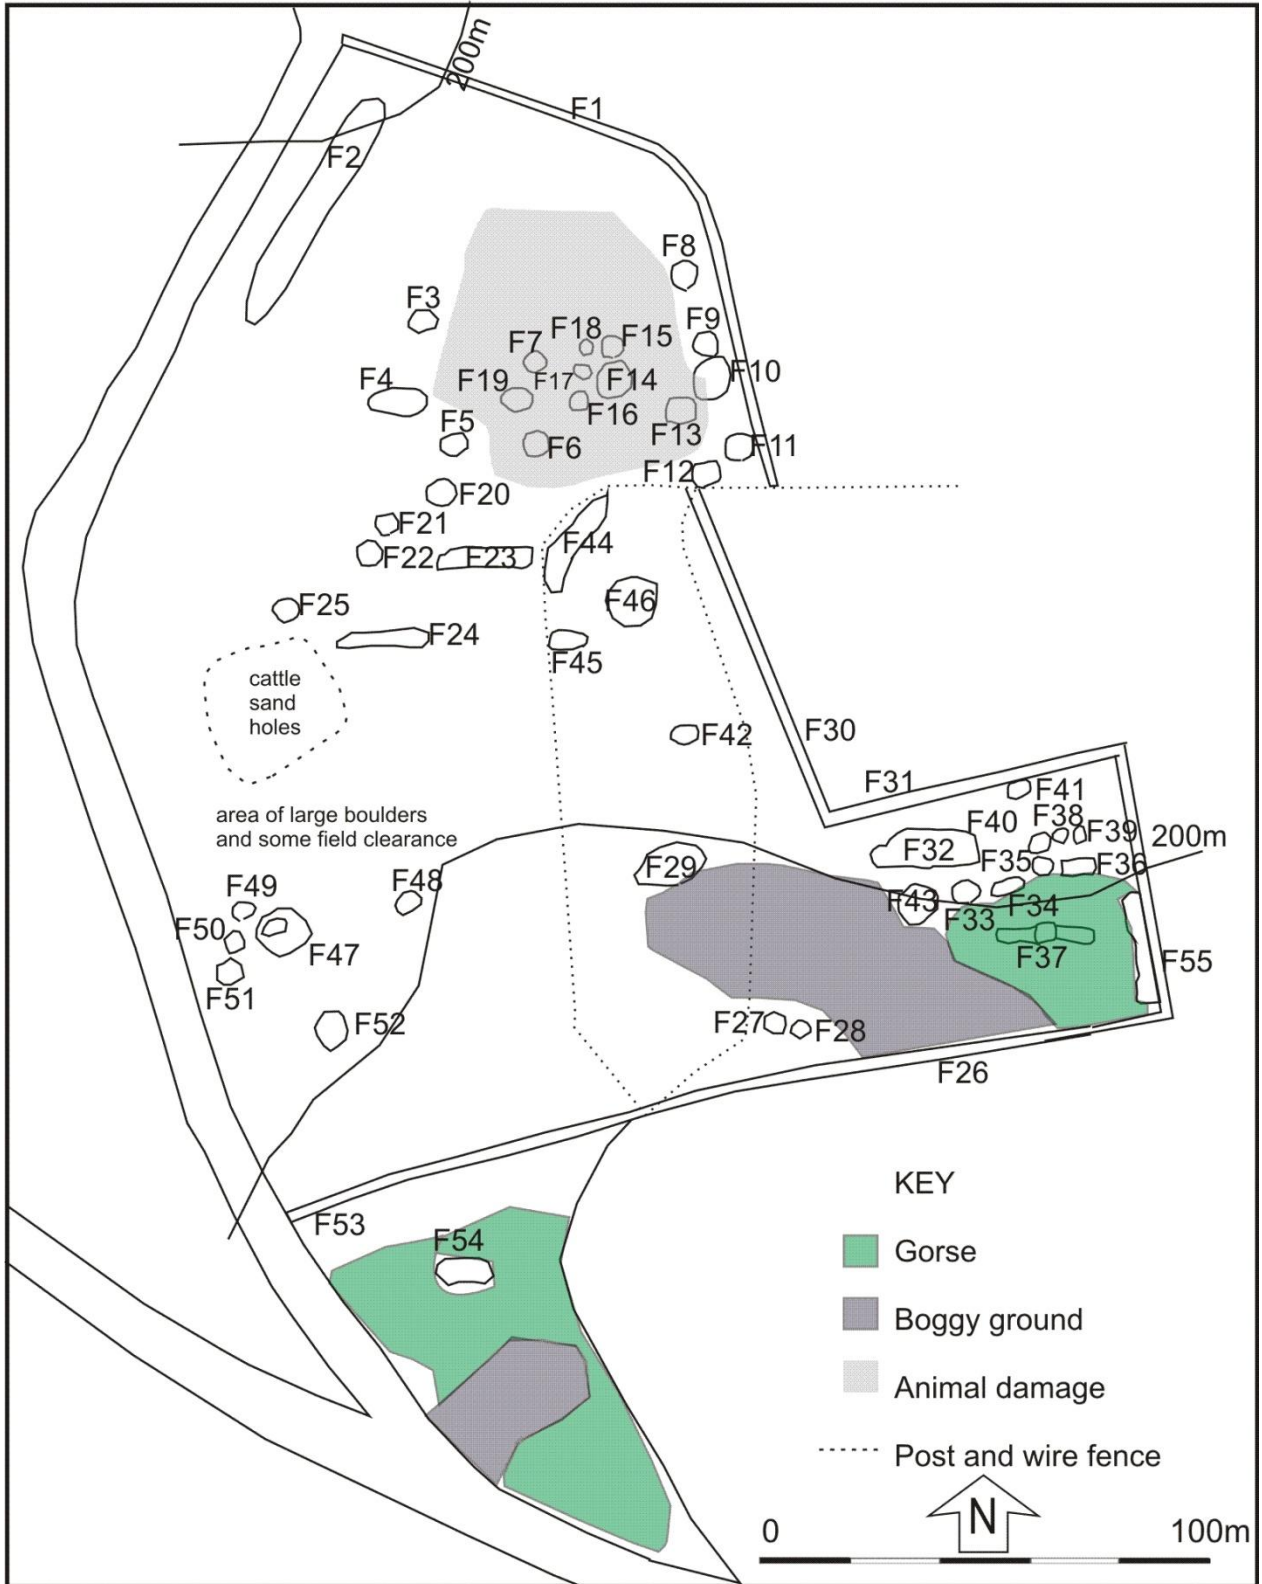 200m
F1
F2
F8
F3
F9
F18 F15
F7
F10
F4
F19 F17 F14
F16
F5
F13
F6
F11
F12
F20
F21
F44
F22 F23
F46
F25
F24
F45
cattle
sand
holes
F42
F30
F31
F41
area of large boulders
and some field clearance
F40 F38 F39 200m
F32
F35 F36
F29
F48
F49
F43 F34
F33
F50
F47
F37
F55
F51
F52
F27 F28
F26
KEY
F53
F54
Gorse
Boggy ground
Animal damage
Post and wire fence
N
0 100m